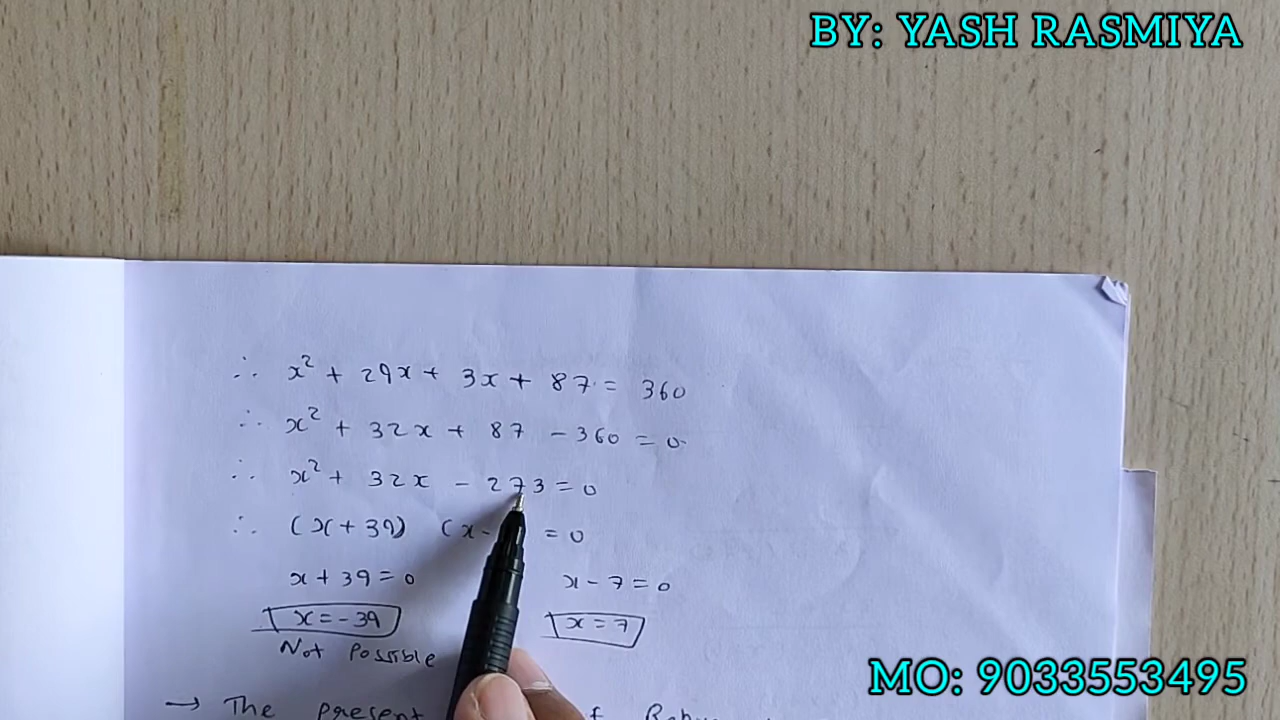 BY: YASH RASMIYA
∴ x² + 29x + 3x + 87 = 360
∴ x² + 32x + 87 - 360 = 0
∴ x² + 32x - 273 = 0
∴ (x + 39) (x - = 0
x + 39 = 0 x - 7 = 0
x = -39 x = 7
Not Possible
MO: 9033553495
→ The present